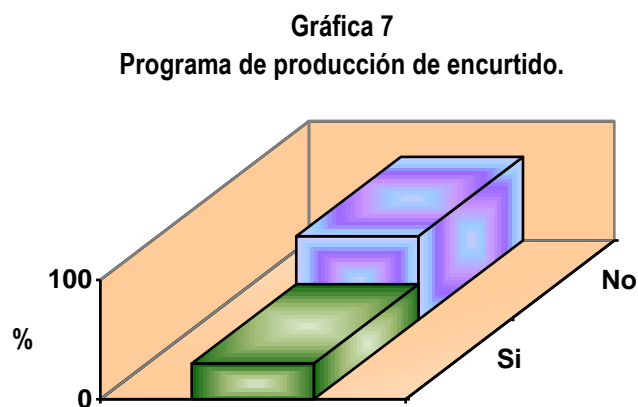 Gráfica 7
Programa de producción de encurtido.
100
%
0
No
Si